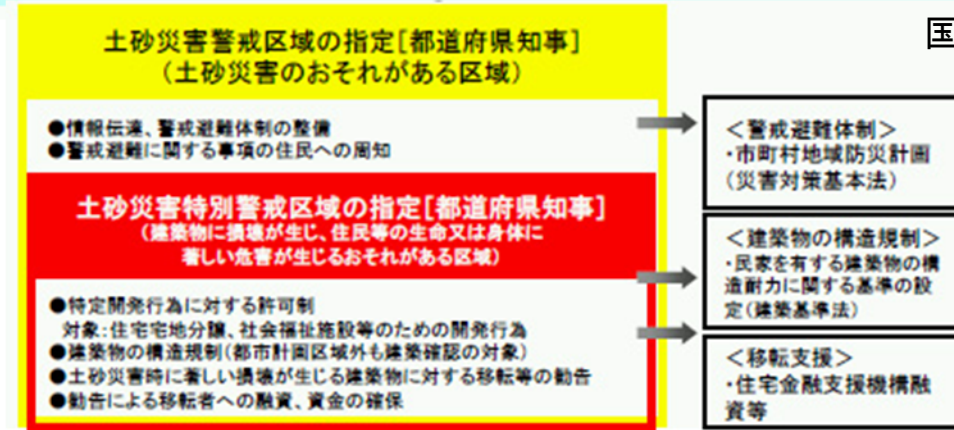 土砂災害警戒区域の指定[都道府県知事]
(土砂災害のおそれがある区域)
●情報伝達、警戒避難体制の整備
●警戒避難に関する事項の住民への周知
土砂災害特別警戒区域の指定[都道府県知事]
(建築物に損壊が生じ、住民等の生命又は身体に
著しい危害が生じるおそれがある区域)
●特定開発行為に対する許可制
対象:住宅宅地分譲、社会福祉施設等のための開発行為
●建築物の構造規制(都市計画区域外も建築確認の対象)
●土砂災害時に著しい損壊が生じる建築物に対する移転等の勧告
●勧告による移転者への融資、資金の確保
国
<警戒避難体制>
・市町村地域防災計画
(災害対策基本法)
<建築物の構造規制>
・民家を有する建築物の構
造耐力に関する基準の設
定(建築基準法)
<移転支援>
・住宅金融支援機構融
資等